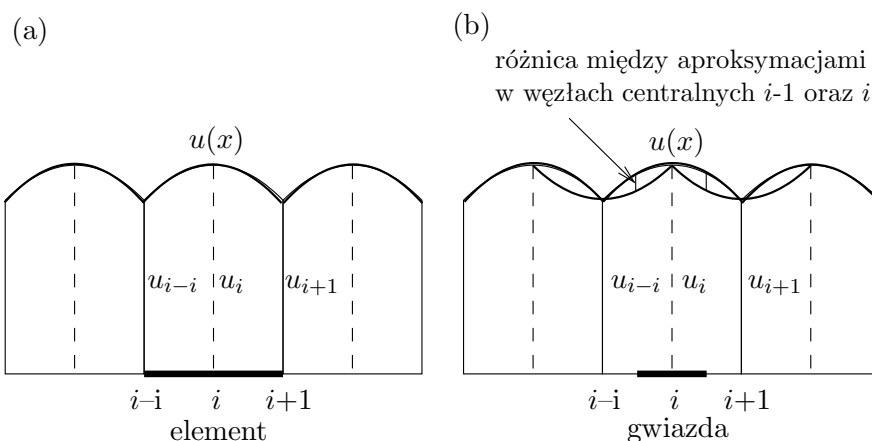 (a)
u(x)
u_{i−i} u_i u_{i+1}
i–i i i+1
element
(b)
różnica między aproksymacjami
w węzłach centralnych i-1 oraz i
u(x)
u_{i−i} u_i u_{i+1}
i–i i i+1
gwiazda